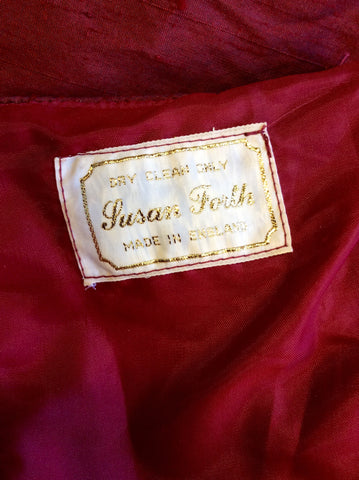 DRY CLEAN ONLY
Susan Forth
MADE IN ENGLAND